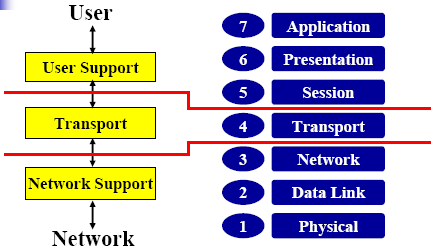 User
User Support
Transport
Network Support
Network
7 Application
6 Presentation
5 Session
4 Transport
3 Network
2 Data Link
1 Physical